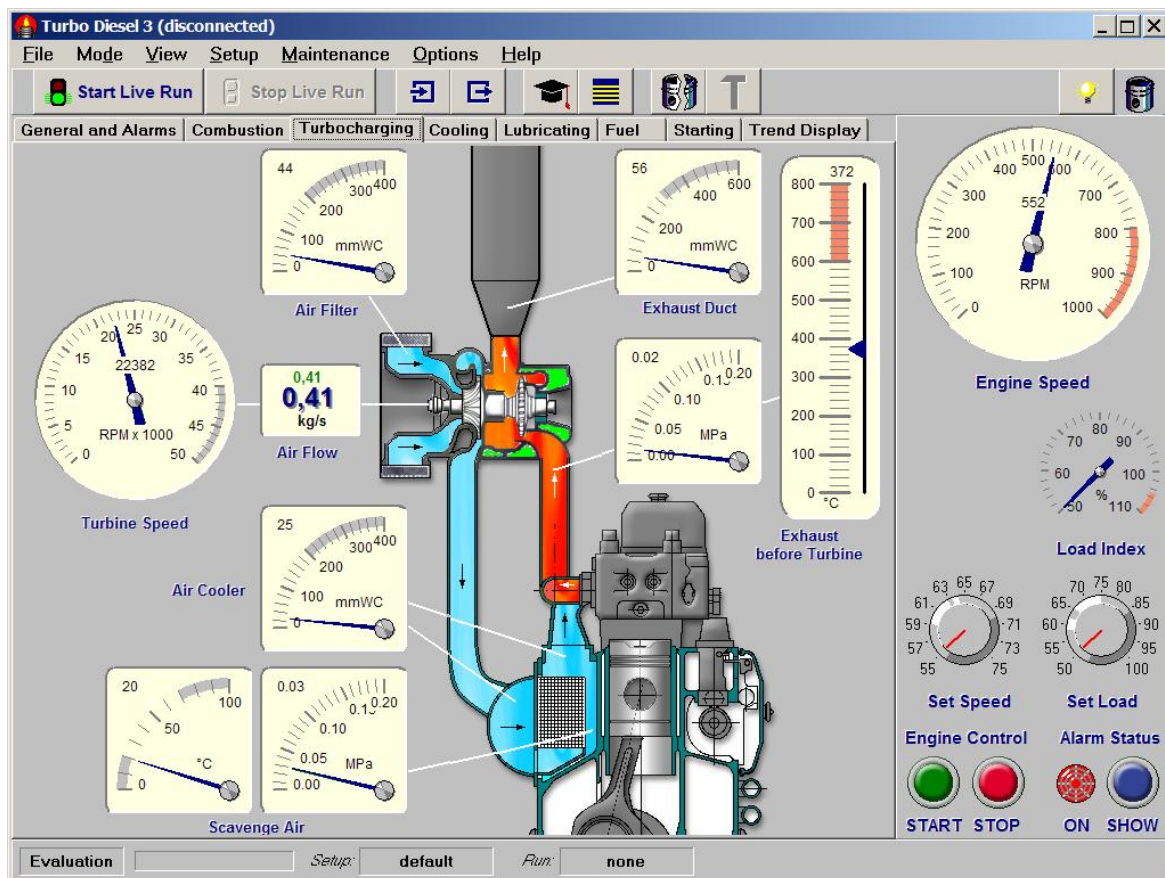 Turbo Diesel 3 (disconnected)
File Mode View Setup Maintenance Options Help
Start Live Run Stop Live Run
General and Alarms Combustion Turbocharging Cooling Lubricating Fuel Starting Trend Display
44
0 100 200 300 400
mmWC
Air Filter
56
0 200 400 600
mmWC
Exhaust Duct
372
800
700
600
500
400
300
200
100
0
°C
Exhaust
before Turbine
0 5 10 15 20 25 30 35 40 45 50
22382
RPM x 1000
Turbine Speed
0,41
0,41
kg/s
Air Flow
0.02
0.00 0.05 0.10 0.15 0.20
MPa
25
0 100 200 300 400
mmWC
Air Cooler
20
0 50 100
°C
0.03
0.00 0.05 0.10 0.15 0.20
MPa
Scavenge Air
0 100 200 300 400 500 600 700 800 900 1000
552
RPM
Engine Speed
50 60 70 80 90 100 110
%
Load Index
55 57 59 61 63 65 67 69 71 73 75
Set Speed
50 55 60 65 70 75 80 85 90 95 100
Set Load
Engine Control
START STOP
Alarm Status
ON SHOW
Evaluation Setup: default Run: none